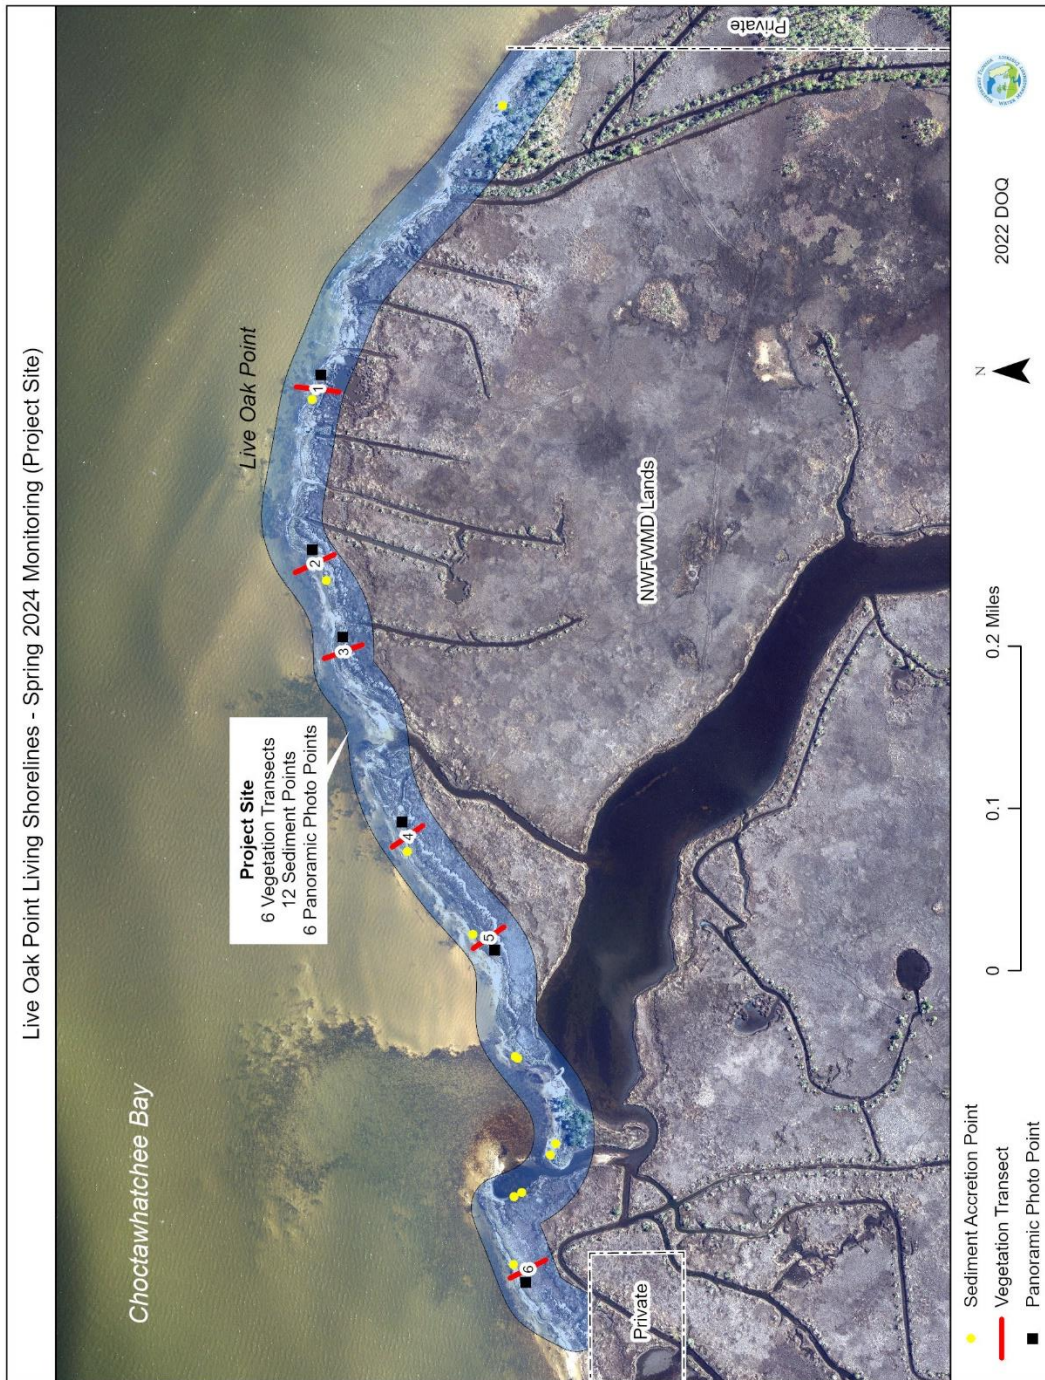 Live Oak Point Living Shorelines - Spring 2024 Monitoring (Project Site)
Choctawhatchee Bay
Live Oak Point
Project Site
6 Vegetation Transects
12 Sediment Points
6 Panoramic Photo Points
6
5
4
3
2
1
Private
NWFWMD Lands
Private
Sediment Accretion Point
Vegetation Transect
Panoramic Photo Point
0 0.1 0.2 Miles
N
2022 DOQ